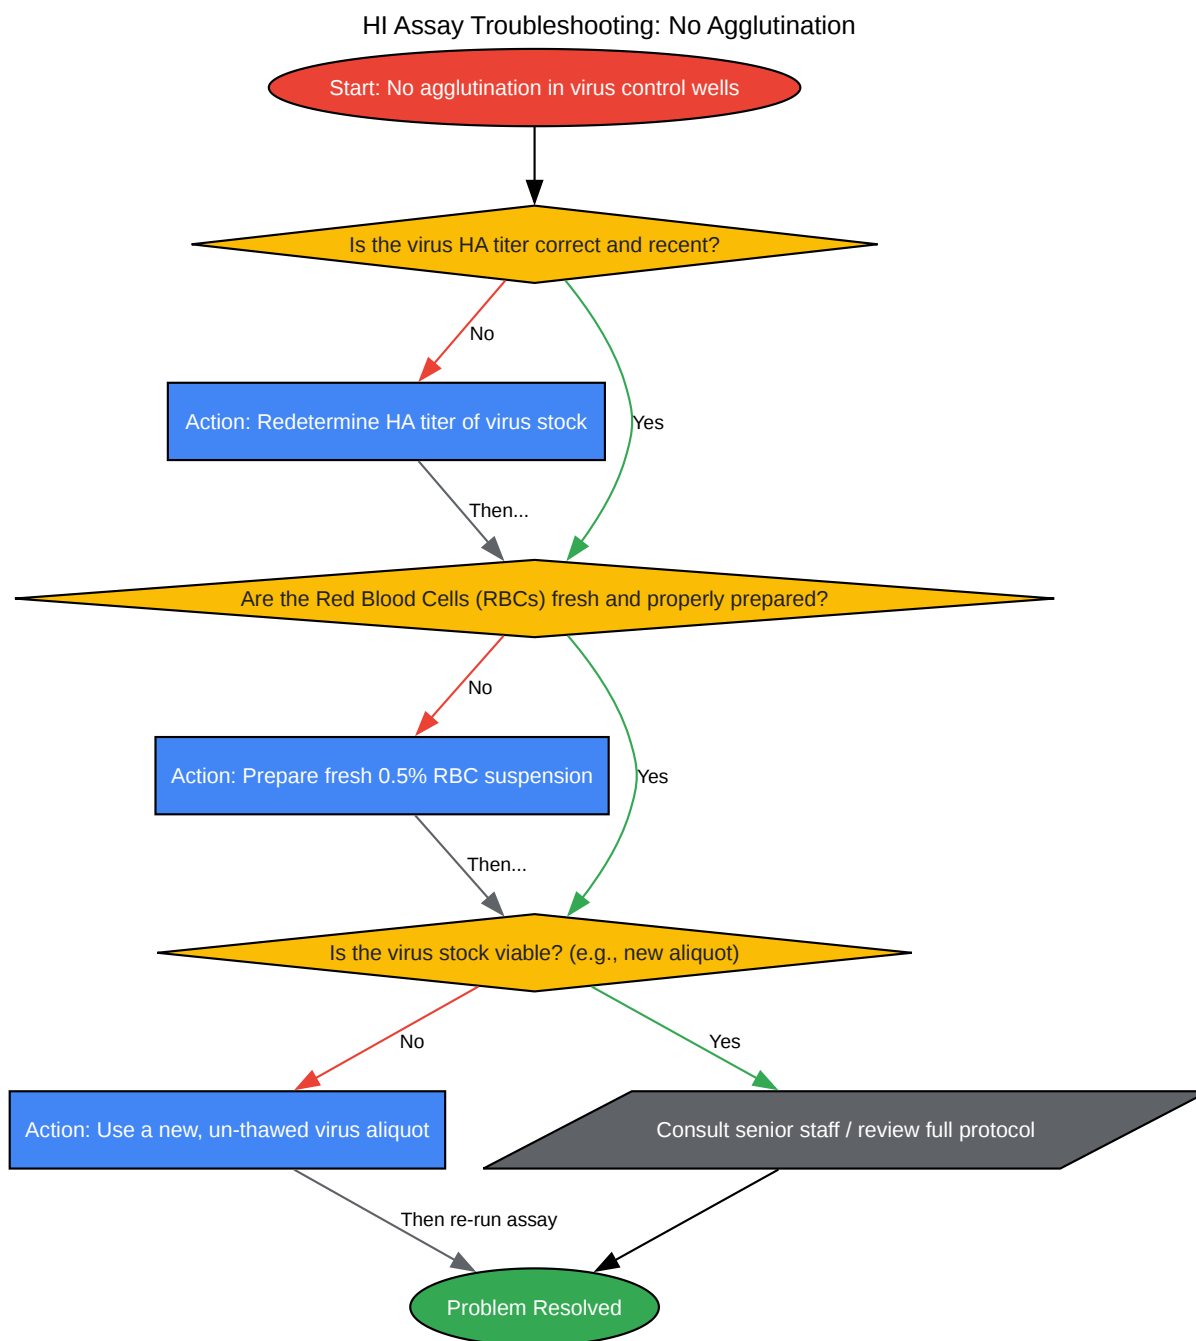 HI Assay Troubleshooting: No Agglutination
Start: No agglutination in virus control wells
Is the virus HA titer correct and recent?
No
Action: Redetermine HA titer of virus stock
Yes
Then...
Are the Red Blood Cells (RBCs) fresh and properly prepared?
No
Action: Prepare fresh 0.5% RBC suspension
Yes
Then...
Is the virus stock viable? (e.g., new aliquot)
No
Yes
Action: Use a new, un-thawed virus aliquot
Consult senior staff / review full protocol
Then re-run assay
Problem Resolved